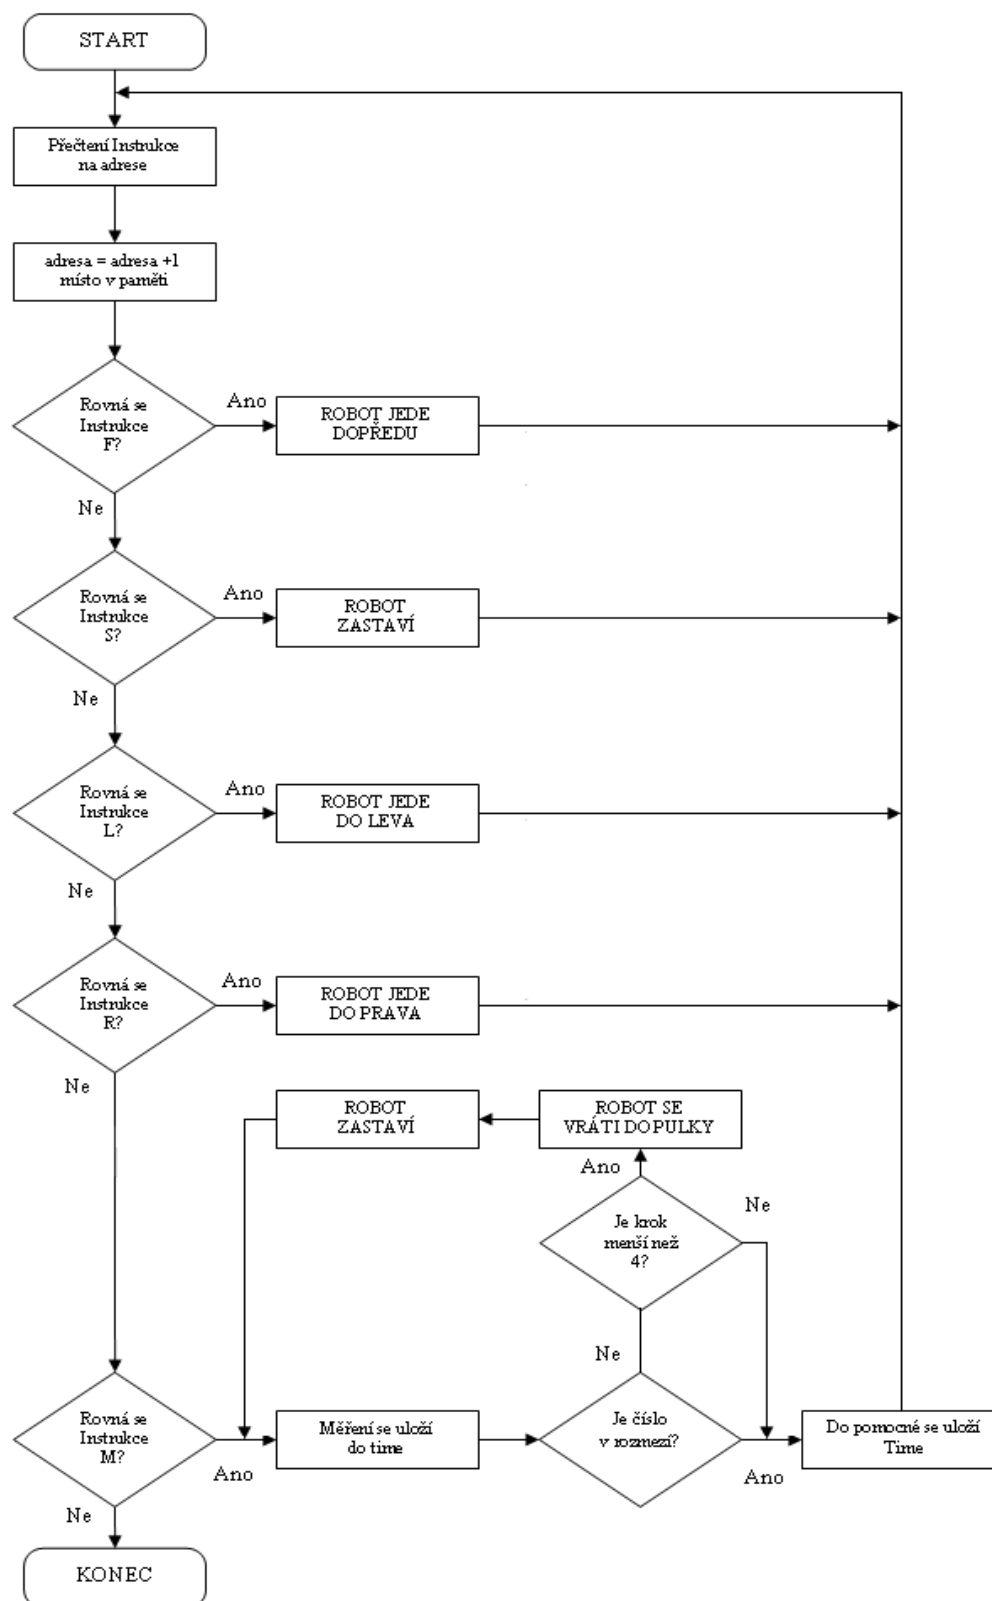 START
Přečtení Instrukce
na adrese
adresa = adresa +1
místo v paměti
Rovná se
Instrukce
F?
Ano
ROBOT JEDE
DOPŘEDU
Ne
Rovná se
Instrukce
S?
Ano
ROBOT
ZASTAVÍ
Ne
Rovná se
Instrukce
L?
Ano
ROBOT JEDE
DO LEVA
Ne
Rovná se
Instrukce
R?
Ano
ROBOT JEDE
DO PRAVA
Ne
ROBOT
ZASTAVÍ
ROBOT SE
VRÁTI DO PULKY
Ano
Ne
Je krok
menší než
4?
Ne
Rovná se
Instrukce
M?
Ano
Měření se uloží
do time
Je číslo
v rozmezí?
Ano
Do pomocné se uloží
Time
Ne
KONEC